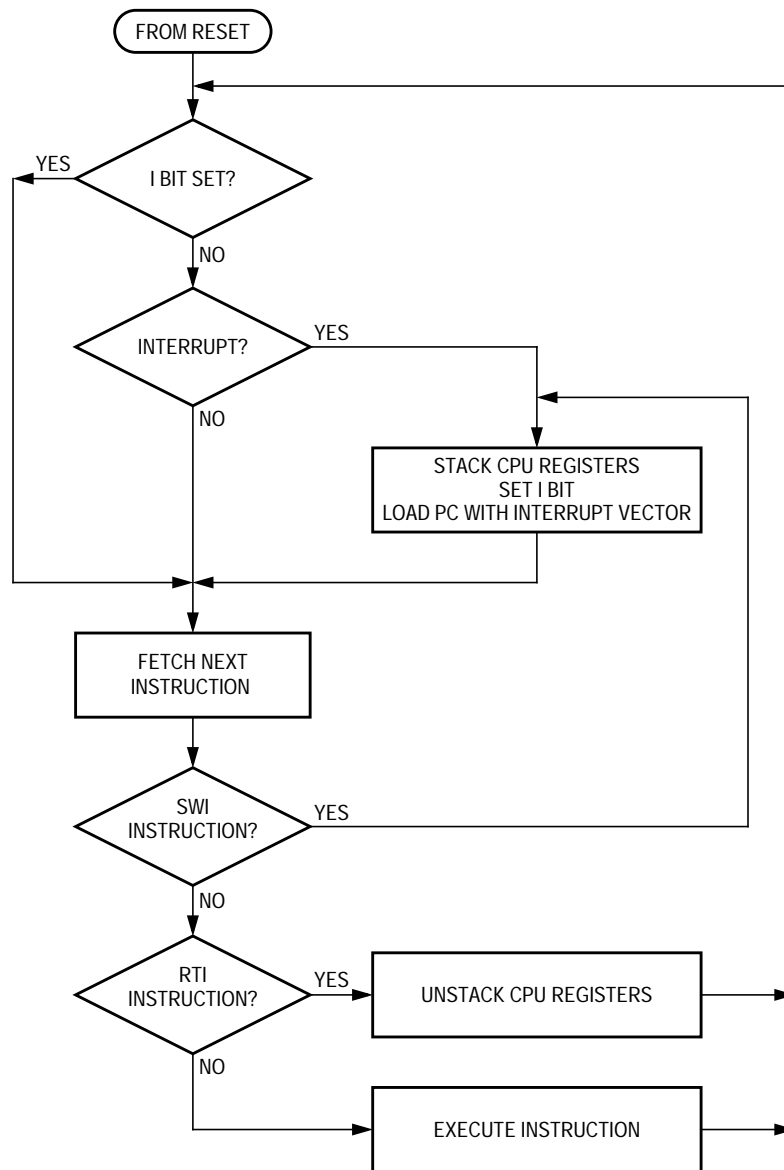 FROM RESET
YES
I BIT SET?
NO
INTERRUPT?
YES
NO
STACK CPU REGISTERS
SET I BIT
LOAD PC WITH INTERRUPT VECTOR
FETCH NEXT
INSTRUCTION
SWI
INSTRUCTION?
YES
NO
RTI
INSTRUCTION?
YES
UNSTACK CPU REGISTERS
NO
EXECUTE INSTRUCTION